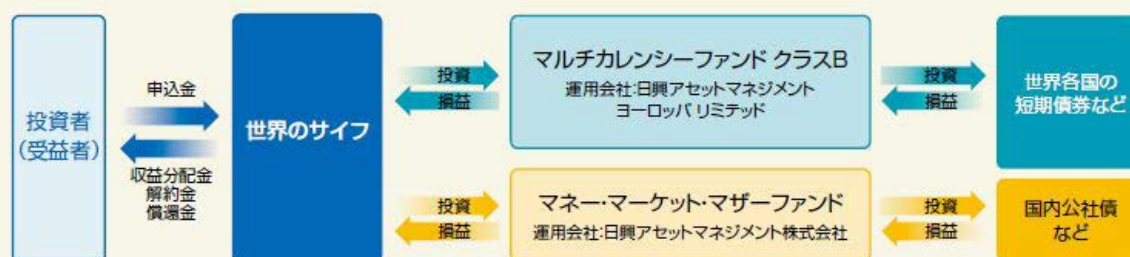 投資者
(受益者)
申込金
収益分配金
解約金
償還金
世界のサイフ
投資
損益
マルチカレンシーファンド クラスB
運用会社:日興アセットマネジメント
ヨーロッパ リミテッド
投資
損益
世界各国の
短期債券など
投資
損益
マネー・マーケット・マザーファンド
運用会社:日興アセットマネジメント株式会社
投資
損益
国内公社債
など